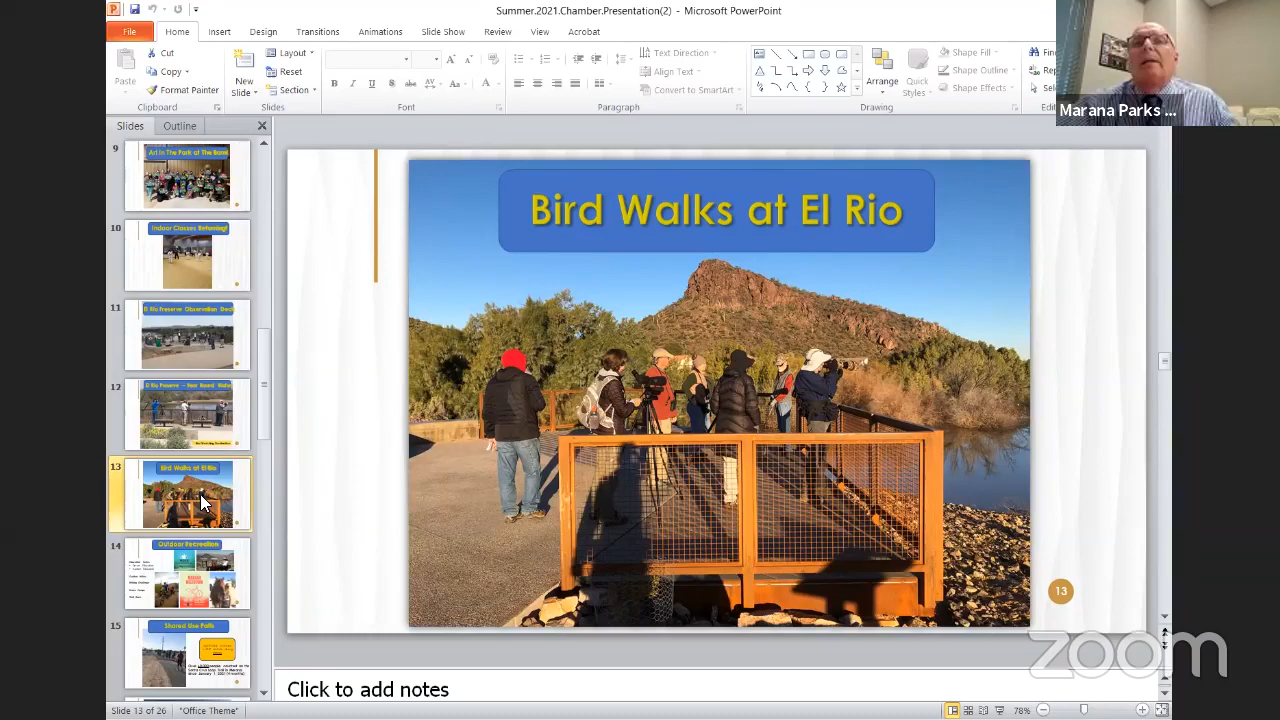 Summer.2021.Chamber.Presentation(2) - Microsoft PowerPoint
File Home Insert Design Transitions Animations Slide Show Review View Acrobat
Cut
Copy
Format Painter
Paste
Clipboard
New Slide
Layout
Reset
Section
Slides
Font
Text Direction
Align Text
Convert to SmartArt
Paragraph
Arrange
Quick Styles
Shape Fill
Shape Outline
Shape Effects
Drawing
Marana Parks ...
Slides Outline
9
Art In The Park at The Barn!
10
Indoor Classes Returning!
11
El Rio Preserve Observation Deck
12
13
Bird Walks at El Rio
14
Outdoor Recreation
15
Shared Use Path
Bird Walks at El Rio
13
zoom
Click to add notes
Slide 13 of 26 "Office Theme" 78%